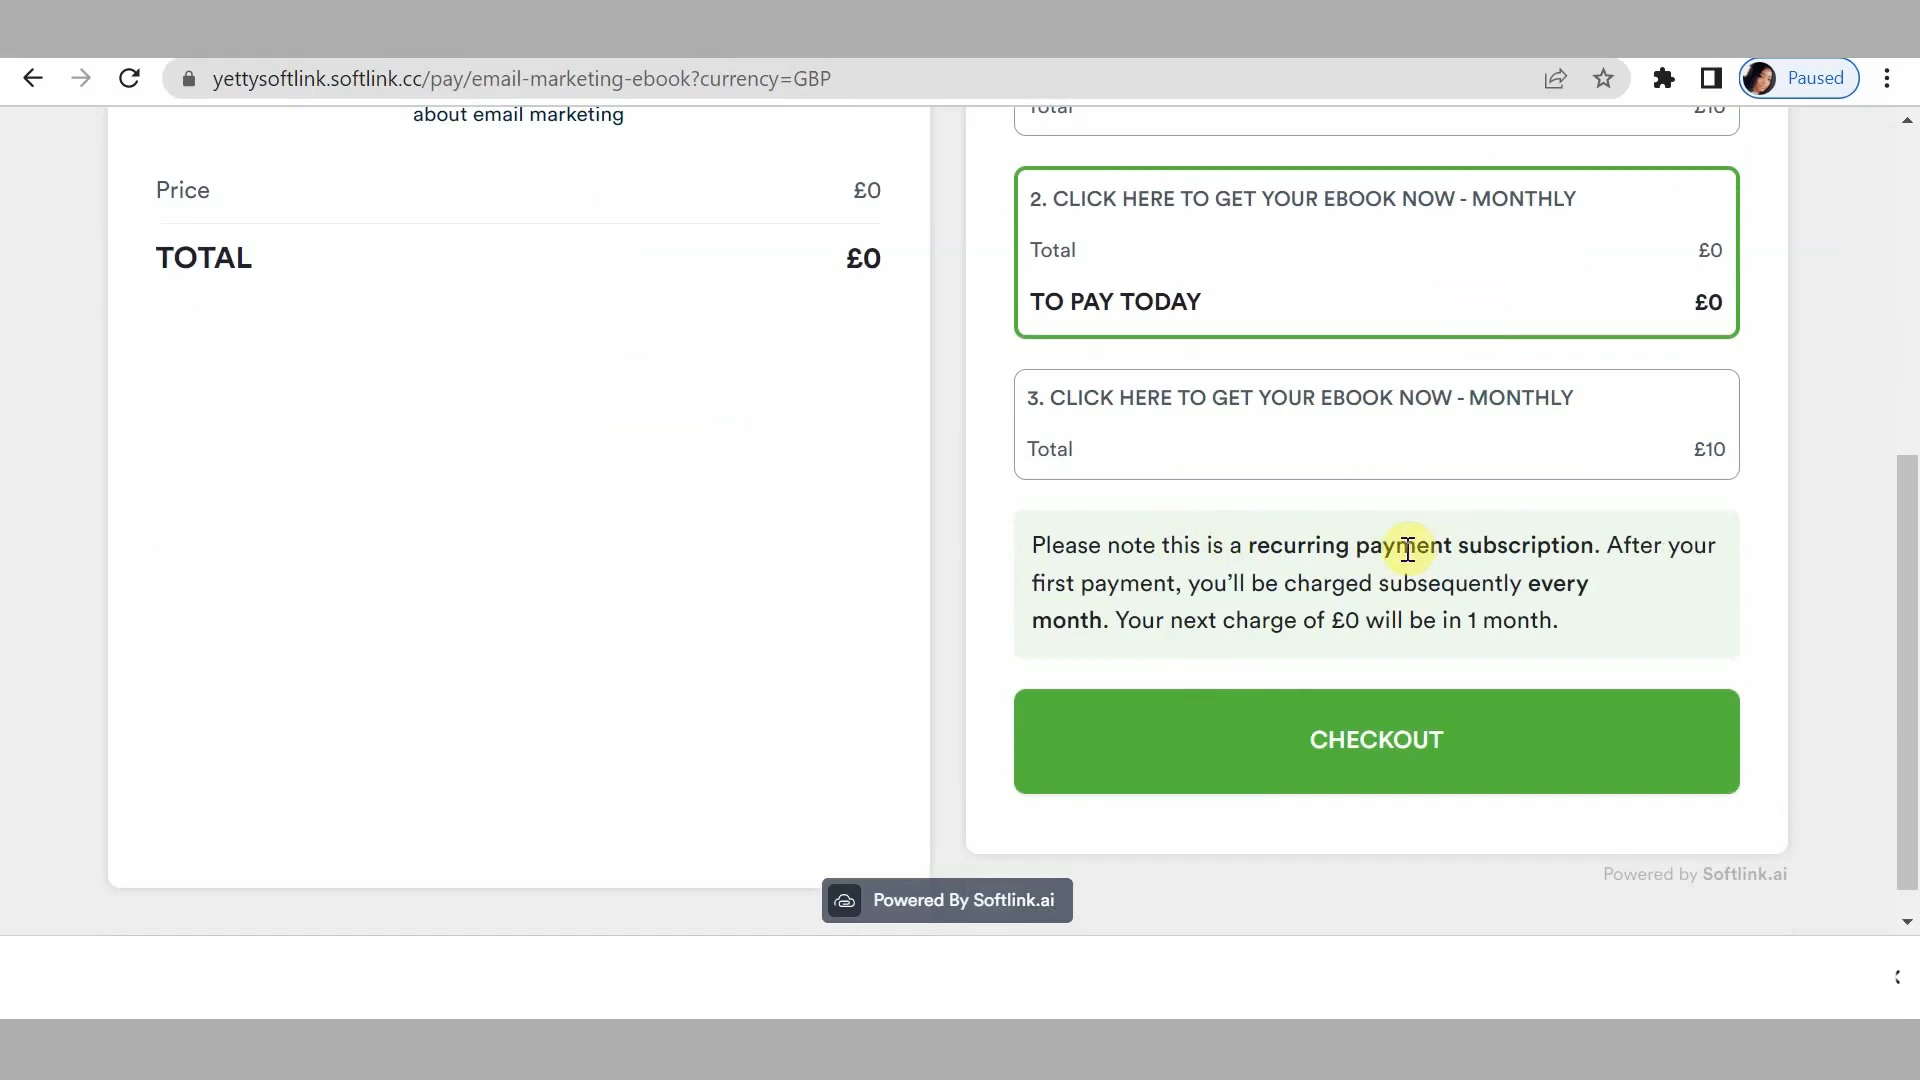 yettysoftlink.softlink.cc/pay/email-marketing-ebook?currency=GBP
Paused
about email marketing
Price £0
TOTAL £0
Total £10
2. CLICK HERE TO GET YOUR EBOOK NOW - MONTHLY
Total £0
TO PAY TODAY £0
3. CLICK HERE TO GET YOUR EBOOK NOW - MONTHLY
Total £10
Please note this is a recurring payment subscription. After your
first payment, you'll be charged subsequently every
month. Your next charge of £0 will be in 1 month.
CHECKOUT
Powered by Softlink.ai
Powered By Softlink.ai